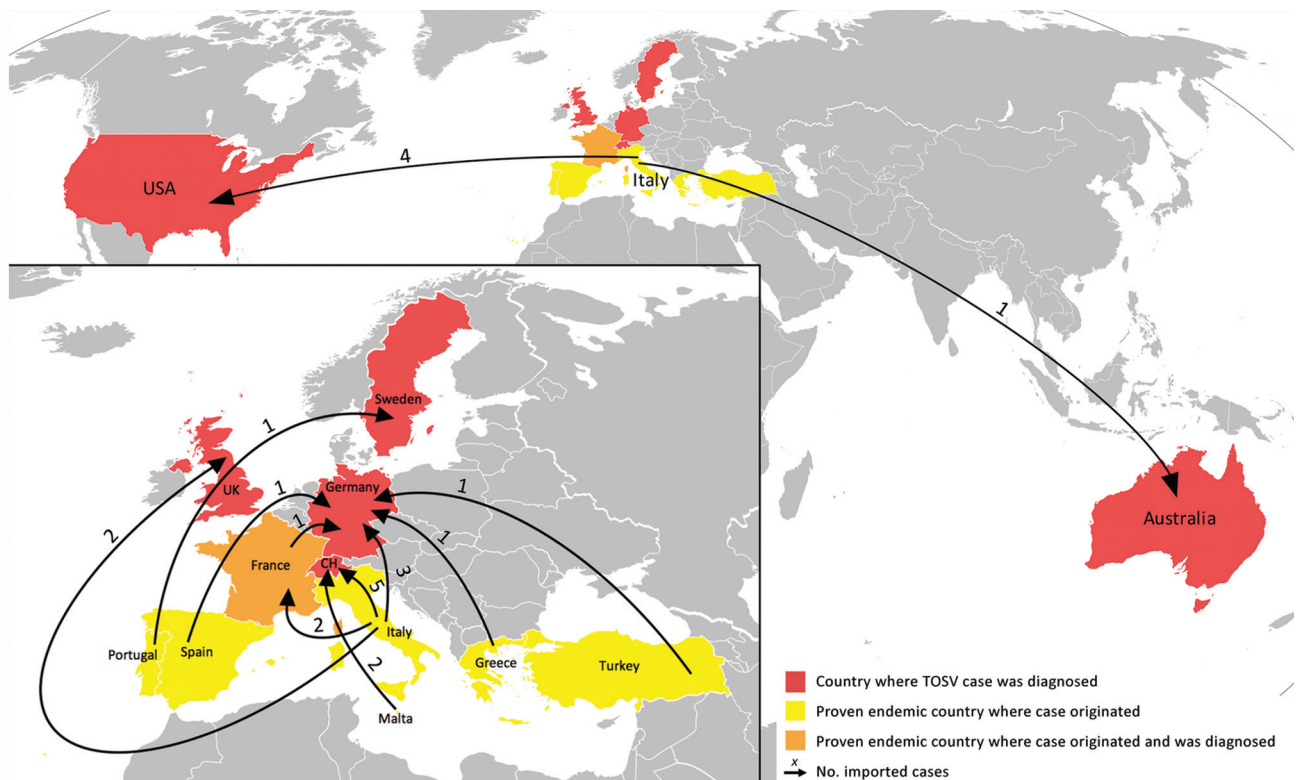 4
USA
Italy
1
Australia
Sweden
1
UK
Germany
1
1
1
2
1
France
CH
3
5
2
Italy
Portugal
Spain
2
Greece
Turkey
Malta
Country where TOSV case was diagnosed
Proven endemic country where case originated
Proven endemic country where case originated and was diagnosed
x
No. imported cases